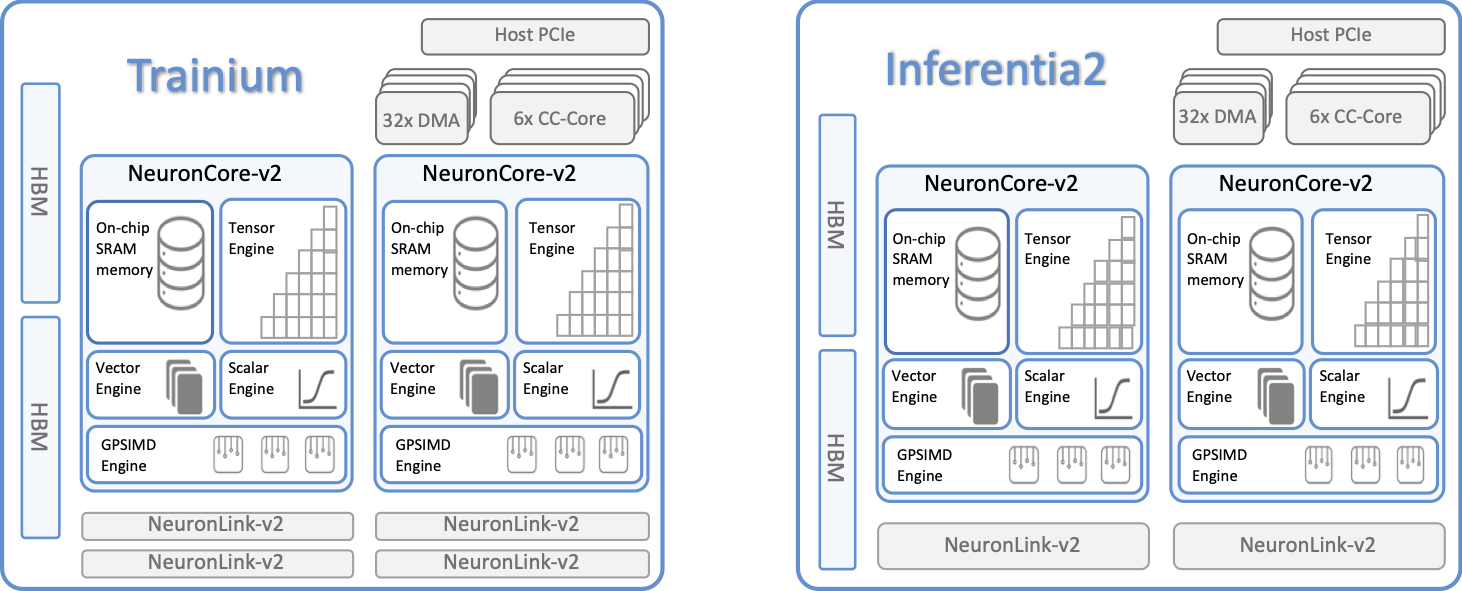 Host PCIe
Trainium
32x DMA
6x CC-Core
HBM
HBM
NeuronCore-v2
On-chip
SRAM
memory
Tensor
Engine
Vector
Engine
Scalar
Engine
GPSIMD
Engine
NeuronCore-v2
On-chip
SRAM
memory
Tensor
Engine
Vector
Engine
Scalar
Engine
GPSIMD
Engine
NeuronLink-v2
NeuronLink-v2
NeuronLink-v2
NeuronLink-v2
Host PCIe
Inferentia2
32x DMA
6x CC-Core
HBM
HBM
NeuronCore-v2
On-chip
SRAM
memory
Tensor
Engine
Vector
Engine
Scalar
Engine
GPSIMD
Engine
NeuronCore-v2
On-chip
SRAM
memory
Tensor
Engine
Vector
Engine
Scalar
Engine
GPSIMD
Engine
NeuronLink-v2
NeuronLink-v2